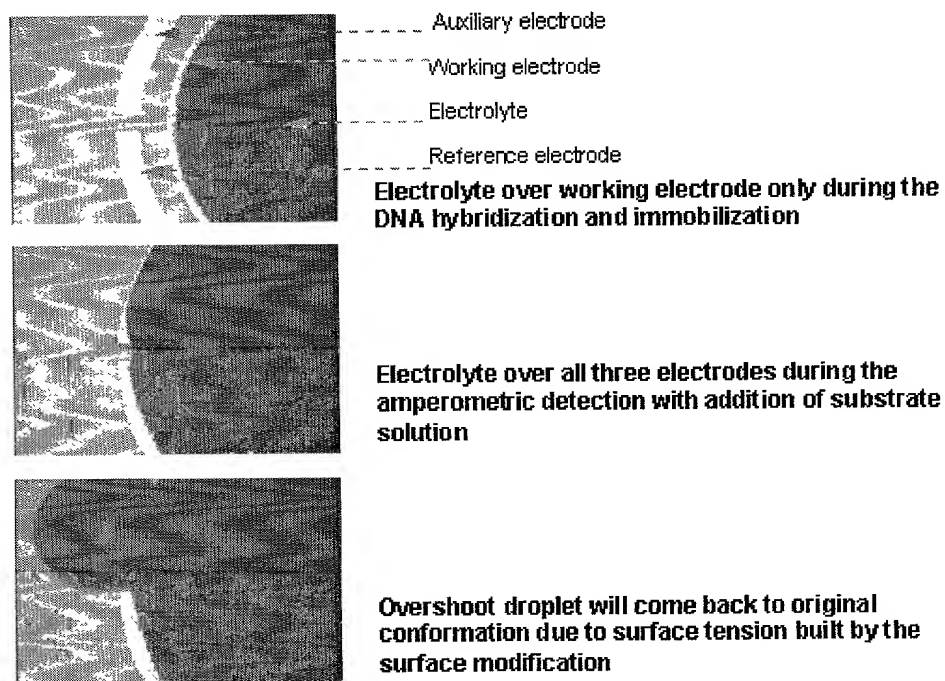 Auxiliary electrode
Working electrode
Electrolyte
Reference electrode
Electrolyte over working electrode only during the
DNA hybridization and immobilization
Electrolyte over all three electrodes during the
amperometric detection with addition of substrate
solution
Overshoot droplet will come back to original
conformation due to surface tension built by the
surface modification